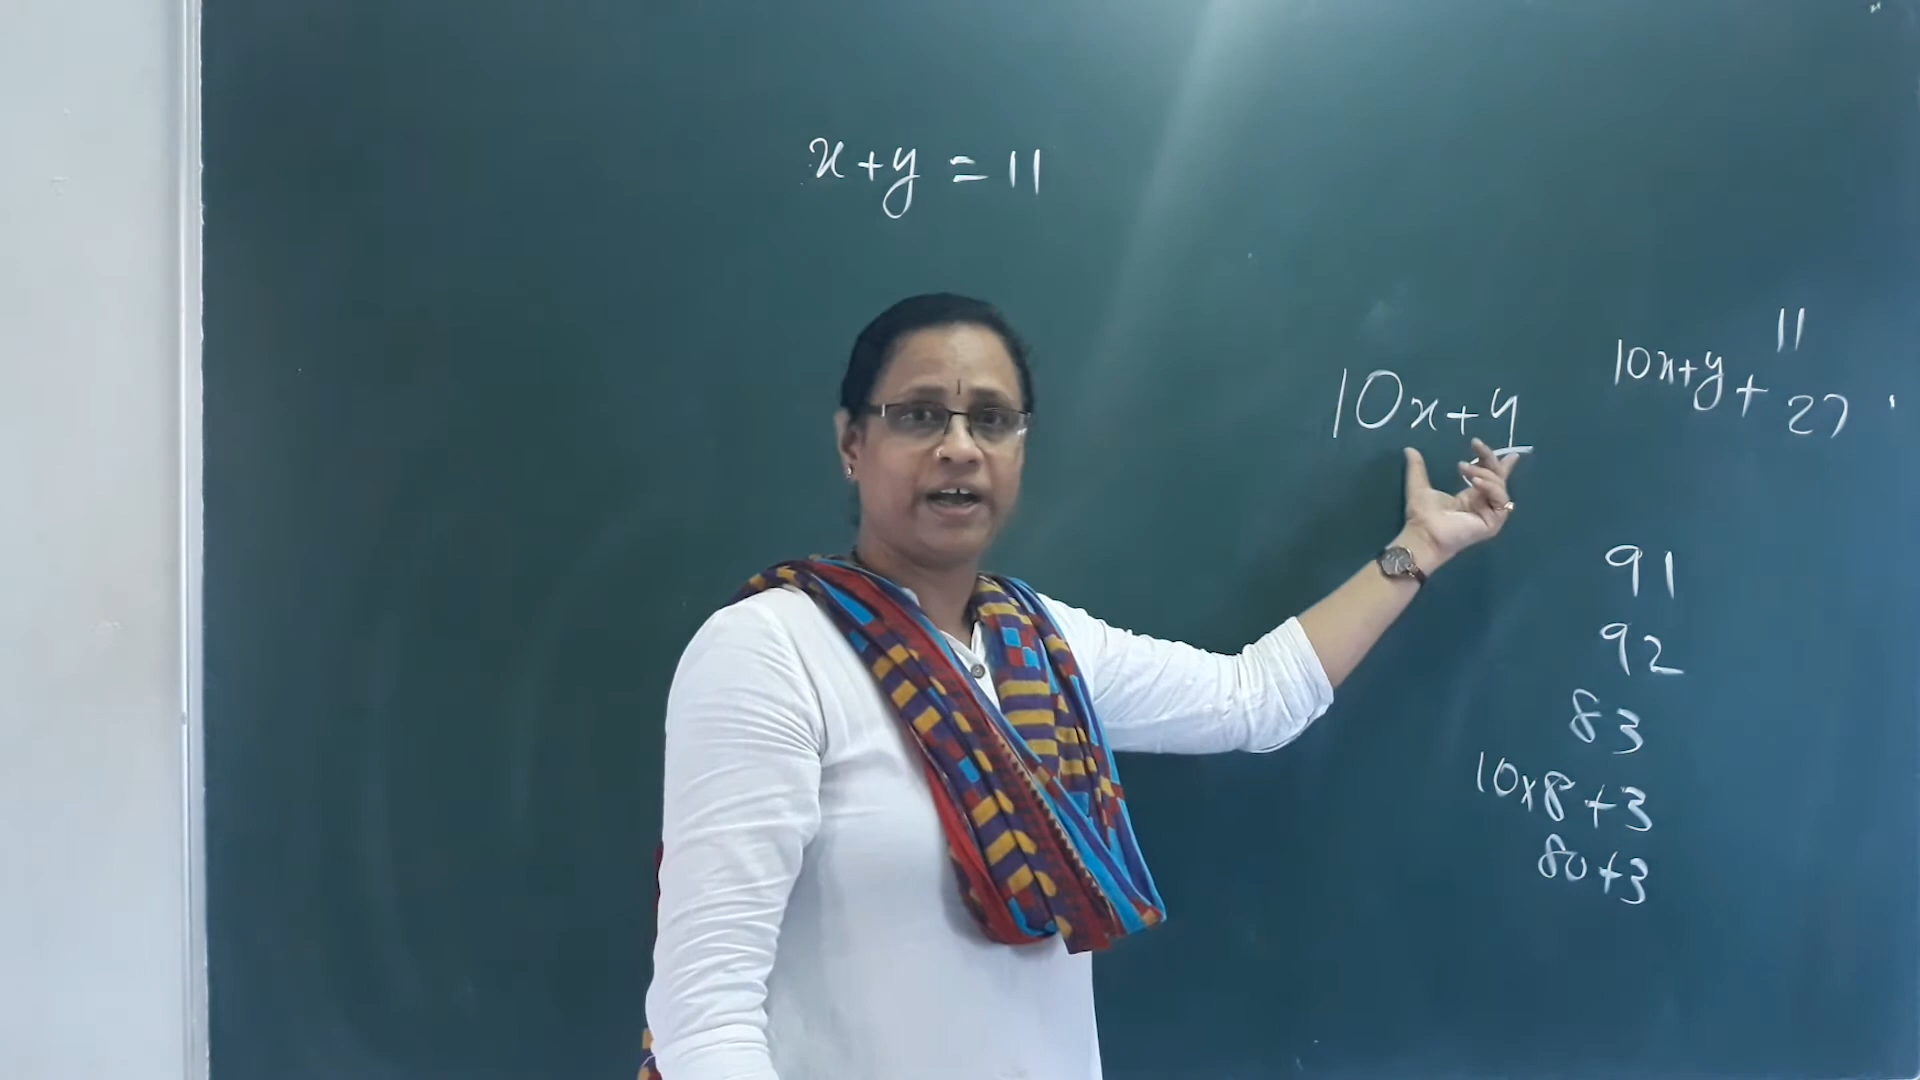 x+y = 11
11
10x+y
10x+y + 27
91
92
83
10x8+3
80+3